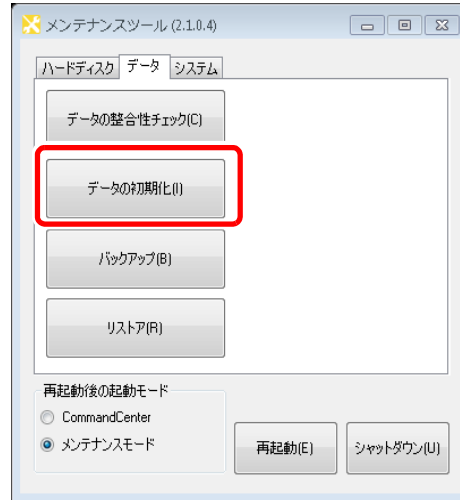 メンテナンスツール (2.1.0.4)
ハードディスク データ システム
データの整合性チェック(C)
データの初期化(I)
バックアップ(B)
リストア(R)
再起動後の起動モード
CommandCenter
メンテナンスモード
再起動(E) シャットダウン(U)